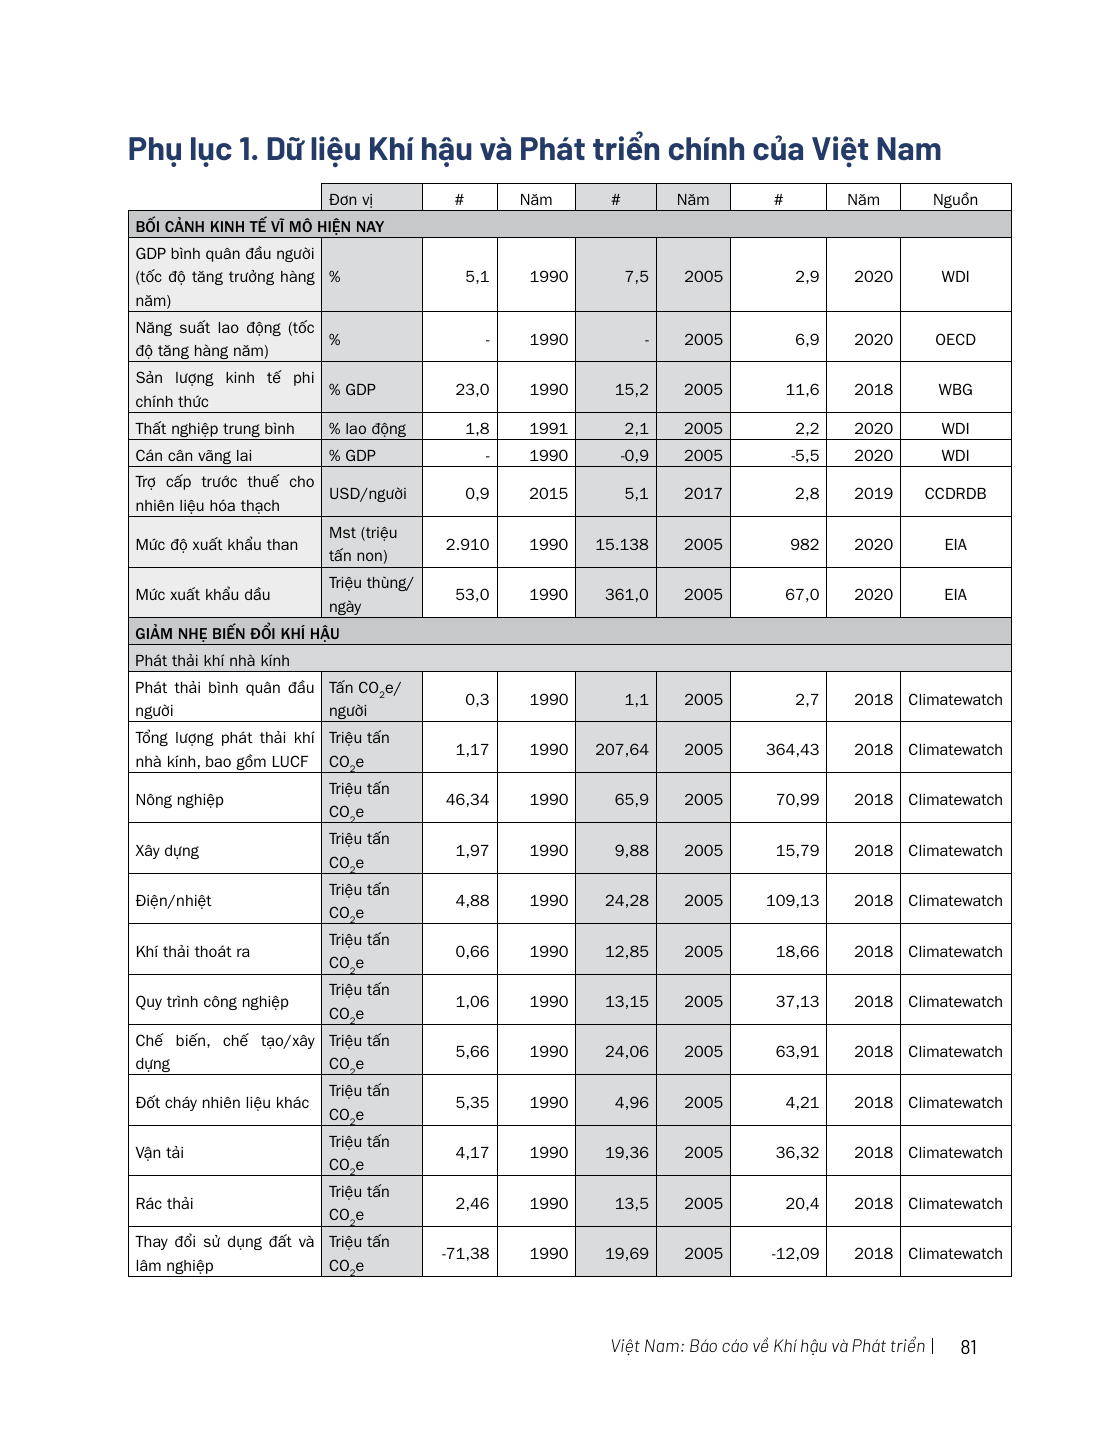 Phụ lục 1. Dữ liệu Khí hậu và Phát triển chính của Việt Nam
Đơn vị # Năm # Năm # Năm Nguồn
BỐI CẢNH KINH TẾ VĨ MÔ HIỆN NAY
GDP bình quân đầu người
(tốc độ tăng trưởng hàng
năm)
% 5,1 1990 7,5 2005 2,9 2020 WDI
Năng suất lao động (tốc
độ tăng hàng năm)
% - 1990 - 2005 6,9 2020 OECD
Sản lượng kinh tế phi
chính thức
% GDP 23,0 1990 15,2 2005 11,6 2018 WBG
Thất nghiệp trung bình % lao động 1,8 1991 2,1 2005 2,2 2020 WDI
Cán cân vãng lai % GDP - 1990 -0,9 2005 -5,5 2020 WDI
Trợ cấp trước thuế cho
nhiên liệu hóa thạch
USD/người 0,9 2015 5,1 2017 2,8 2019 CCDRDB
Mức độ xuất khẩu than
Mst (triệu
tấn non)
2.910 1990 15.138 2005 982 2020 EIA
Mức xuất khẩu dầu
Triệu thùng/
ngày
53,0 1990 361,0 2005 67,0 2020 EIA
GIẢM NHẸ BIẾN ĐỔI KHÍ HẬU
Phát thải khí nhà kính
Phát thải bình quân đầu
người
Tấn CO2e/
người
0,3 1990 1,1 2005 2,7 2018 Climatewatch
Tổng lượng phát thải khí
nhà kính, bao gồm LUCF
Triệu tấn
CO2e
1,17 1990 207,64 2005 364,43 2018 Climatewatch
Nông nghiệp
Triệu tấn
CO2e
46,34 1990 65,9 2005 70,99 2018 Climatewatch
Xây dựng
Triệu tấn
CO2e
1,97 1990 9,88 2005 15,79 2018 Climatewatch
Điện/nhiệt
Triệu tấn
CO2e
4,88 1990 24,28 2005 109,13 2018 Climatewatch
Khí thải thoát ra
Triệu tấn
CO2e
0,66 1990 12,85 2005 18,66 2018 Climatewatch
Quy trình công nghiệp
Triệu tấn
CO2e
1,06 1990 13,15 2005 37,13 2018 Climatewatch
Chế biến, chế tạo/xây
dựng
Triệu tấn
CO2e
5,66 1990 24,06 2005 63,91 2018 Climatewatch
Đốt cháy nhiên liệu khác
Triệu tấn
CO2e
5,35 1990 4,96 2005 4,21 2018 Climatewatch
Vận tải
Triệu tấn
CO2e
4,17 1990 19,36 2005 36,32 2018 Climatewatch
Rác thải
Triệu tấn
CO2e
2,46 1990 13,5 2005 20,4 2018 Climatewatch
Thay đổi sử dụng đất và
lâm nghiệp
Triệu tấn
CO2e
-71,38 1990 19,69 2005 -12,09 2018 Climatewatch
Việt Nam: Báo cáo về Khí hậu và Phát triển | 81